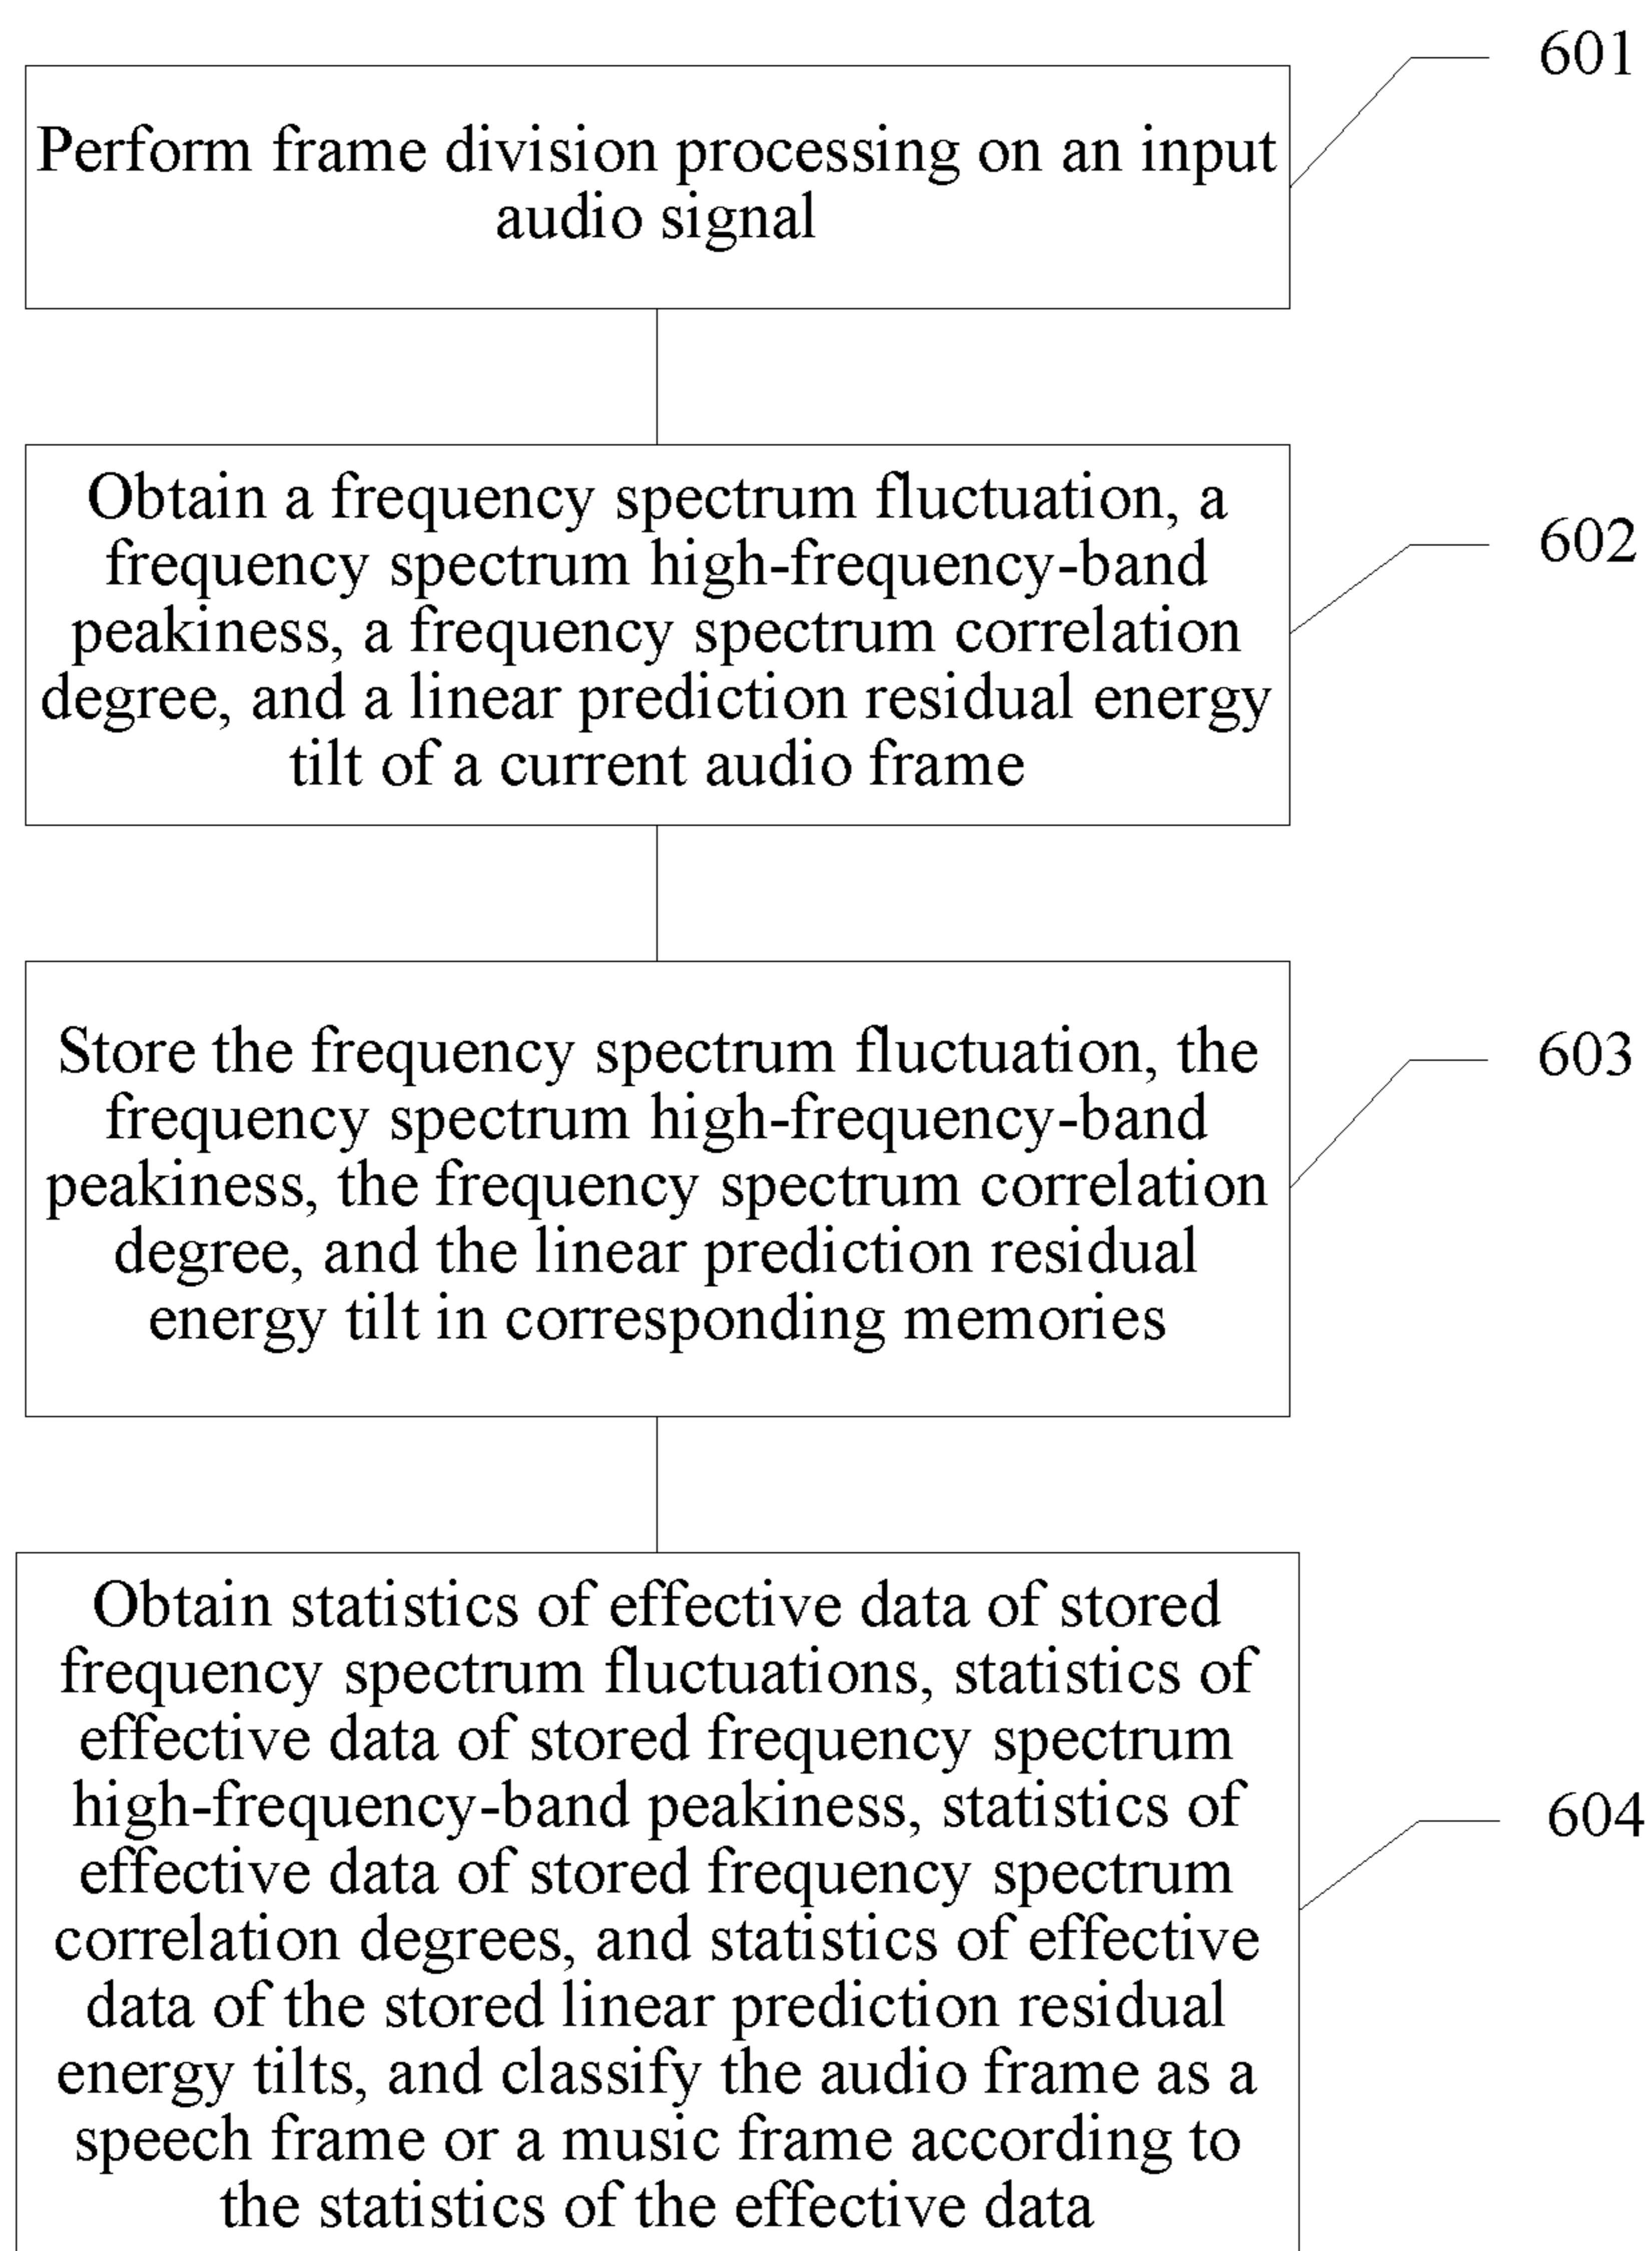 601
Perform frame division processing on an input
audio signal
602
Obtain a frequency spectrum fluctuation, a
frequency spectrum high-frequency-band
peakiness, a frequency spectrum correlation
degree, and a linear prediction residual energy
tilt of a current audio frame
603
Store the frequency spectrum fluctuation, the
frequency spectrum high-frequency-band
peakiness, the frequency spectrum correlation
degree, and the linear prediction residual
energy tilt in corresponding memories
604
Obtain statistics of effective data of stored
frequency spectrum fluctuations, statistics of
effective data of stored frequency spectrum
high-frequency-band peakiness, statistics of
effective data of stored frequency spectrum
correlation degrees, and statistics of effective
data of the stored linear prediction residual
energy tilts, and classify the audio frame as a
speech frame or a music frame according to
the statistics of the effective data